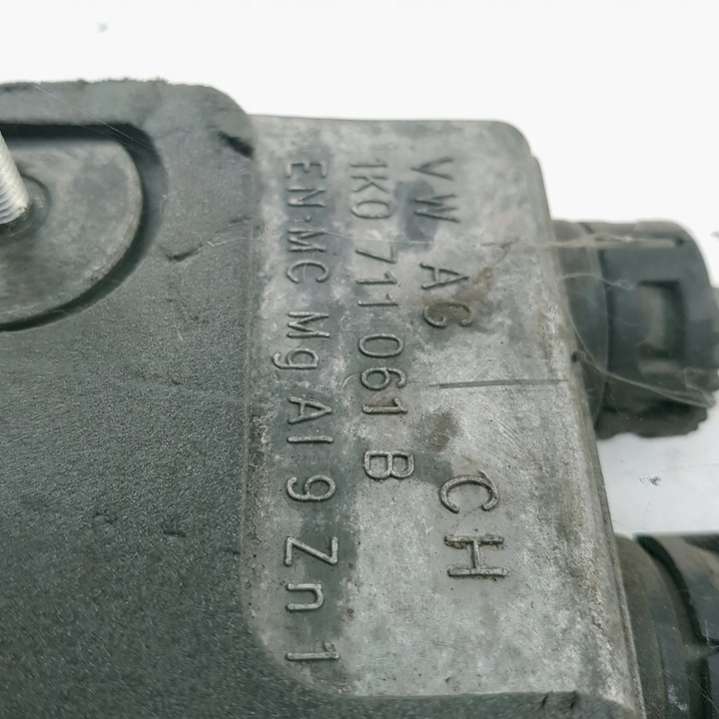 VW AG CH
1K0 711 061 B
EN-MC MgAl9Zn1